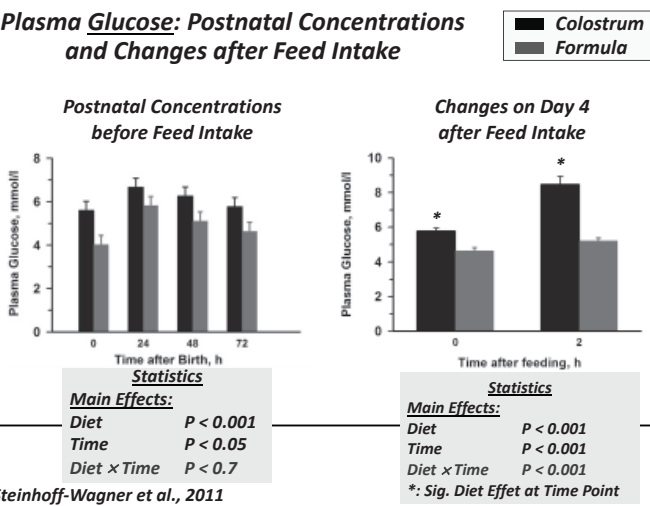 Plasma Glucose: Postnatal Concentrations
and Changes after Feed Intake
Colostrum
Formula
Postnatal Concentrations
before Feed Intake
Plasma Glucose, mmol/l
8
6
4
2
0
0 24 48 72
Time after Birth, h
Statistics
Main Effects:
Diet P < 0.001
Time P < 0.05
Diet × Time P < 0.7
Changes on Day 4
after Feed Intake
Plasma Glucose, mmol/l
10
8
6
4
2
0
*
*
0 2
Time after feeding, h
Statistics
Main Effects:
Diet P < 0.001
Time P < 0.001
Diet × Time P < 0.001
*: Sig. Diet Effet at Time Point
Steinhoff-Wagner et al., 2011